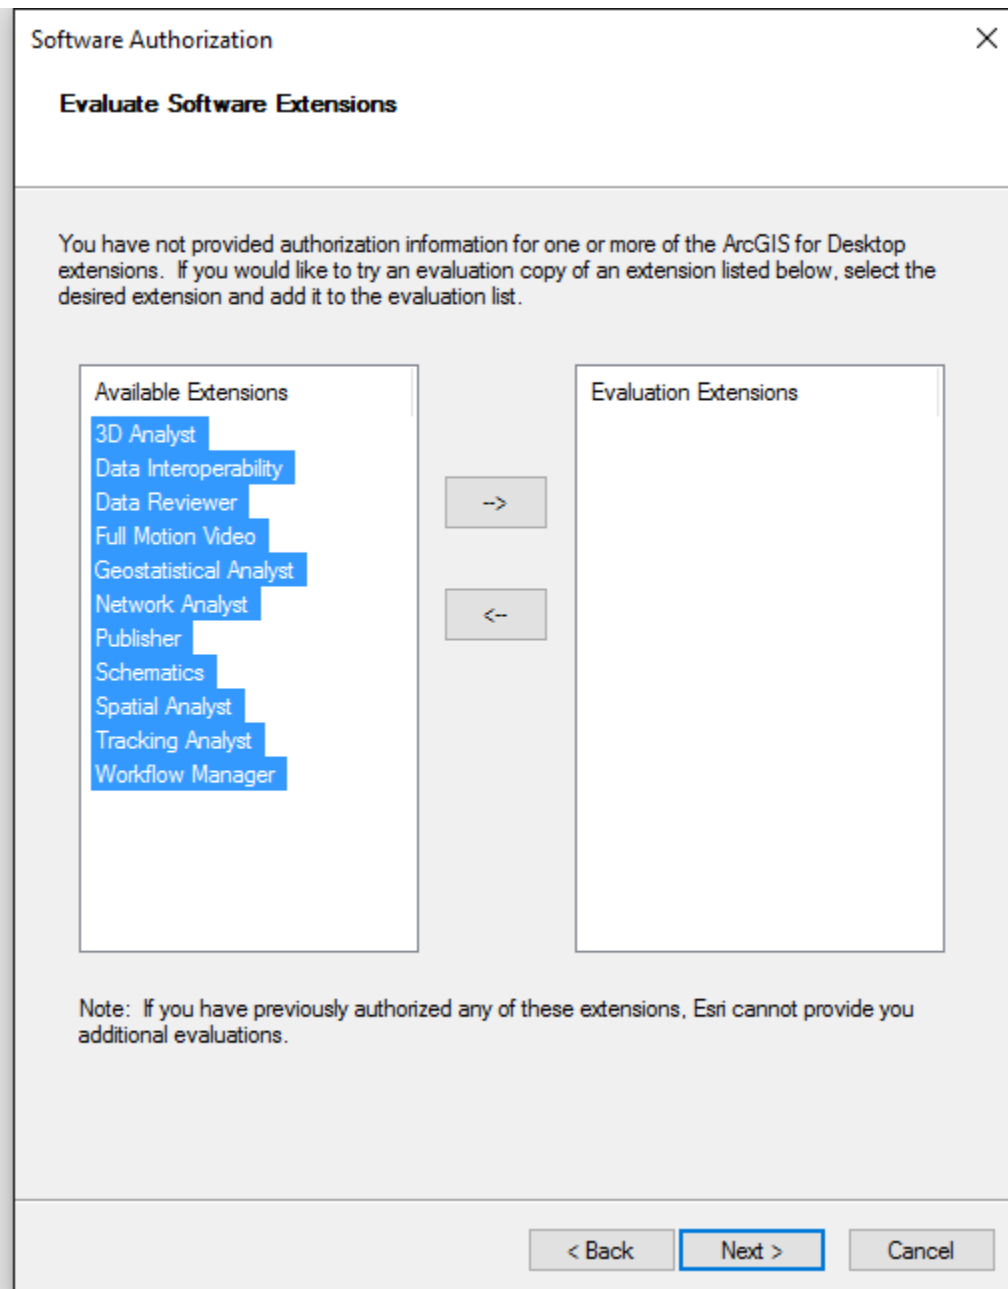 Software Authorization
Evaluate Software Extensions
You have not provided authorization information for one or more of the ArcGIS for Desktop
extensions.  If you would like to try an evaluation copy of an extension listed below, select the
desired extension and add it to the evaluation list.
Available Extensions
3D Analyst
Data Interoperability
Data Reviewer
Full Motion Video
Geostatistical Analyst
Network Analyst
Publisher
Schematics
Spatial Analyst
Tracking Analyst
Workflow Manager
-->
<--
Evaluation Extensions
Note:  If you have previously authorized any of these extensions, Esri cannot provide you
additional evaluations.
< Back
Next >
Cancel